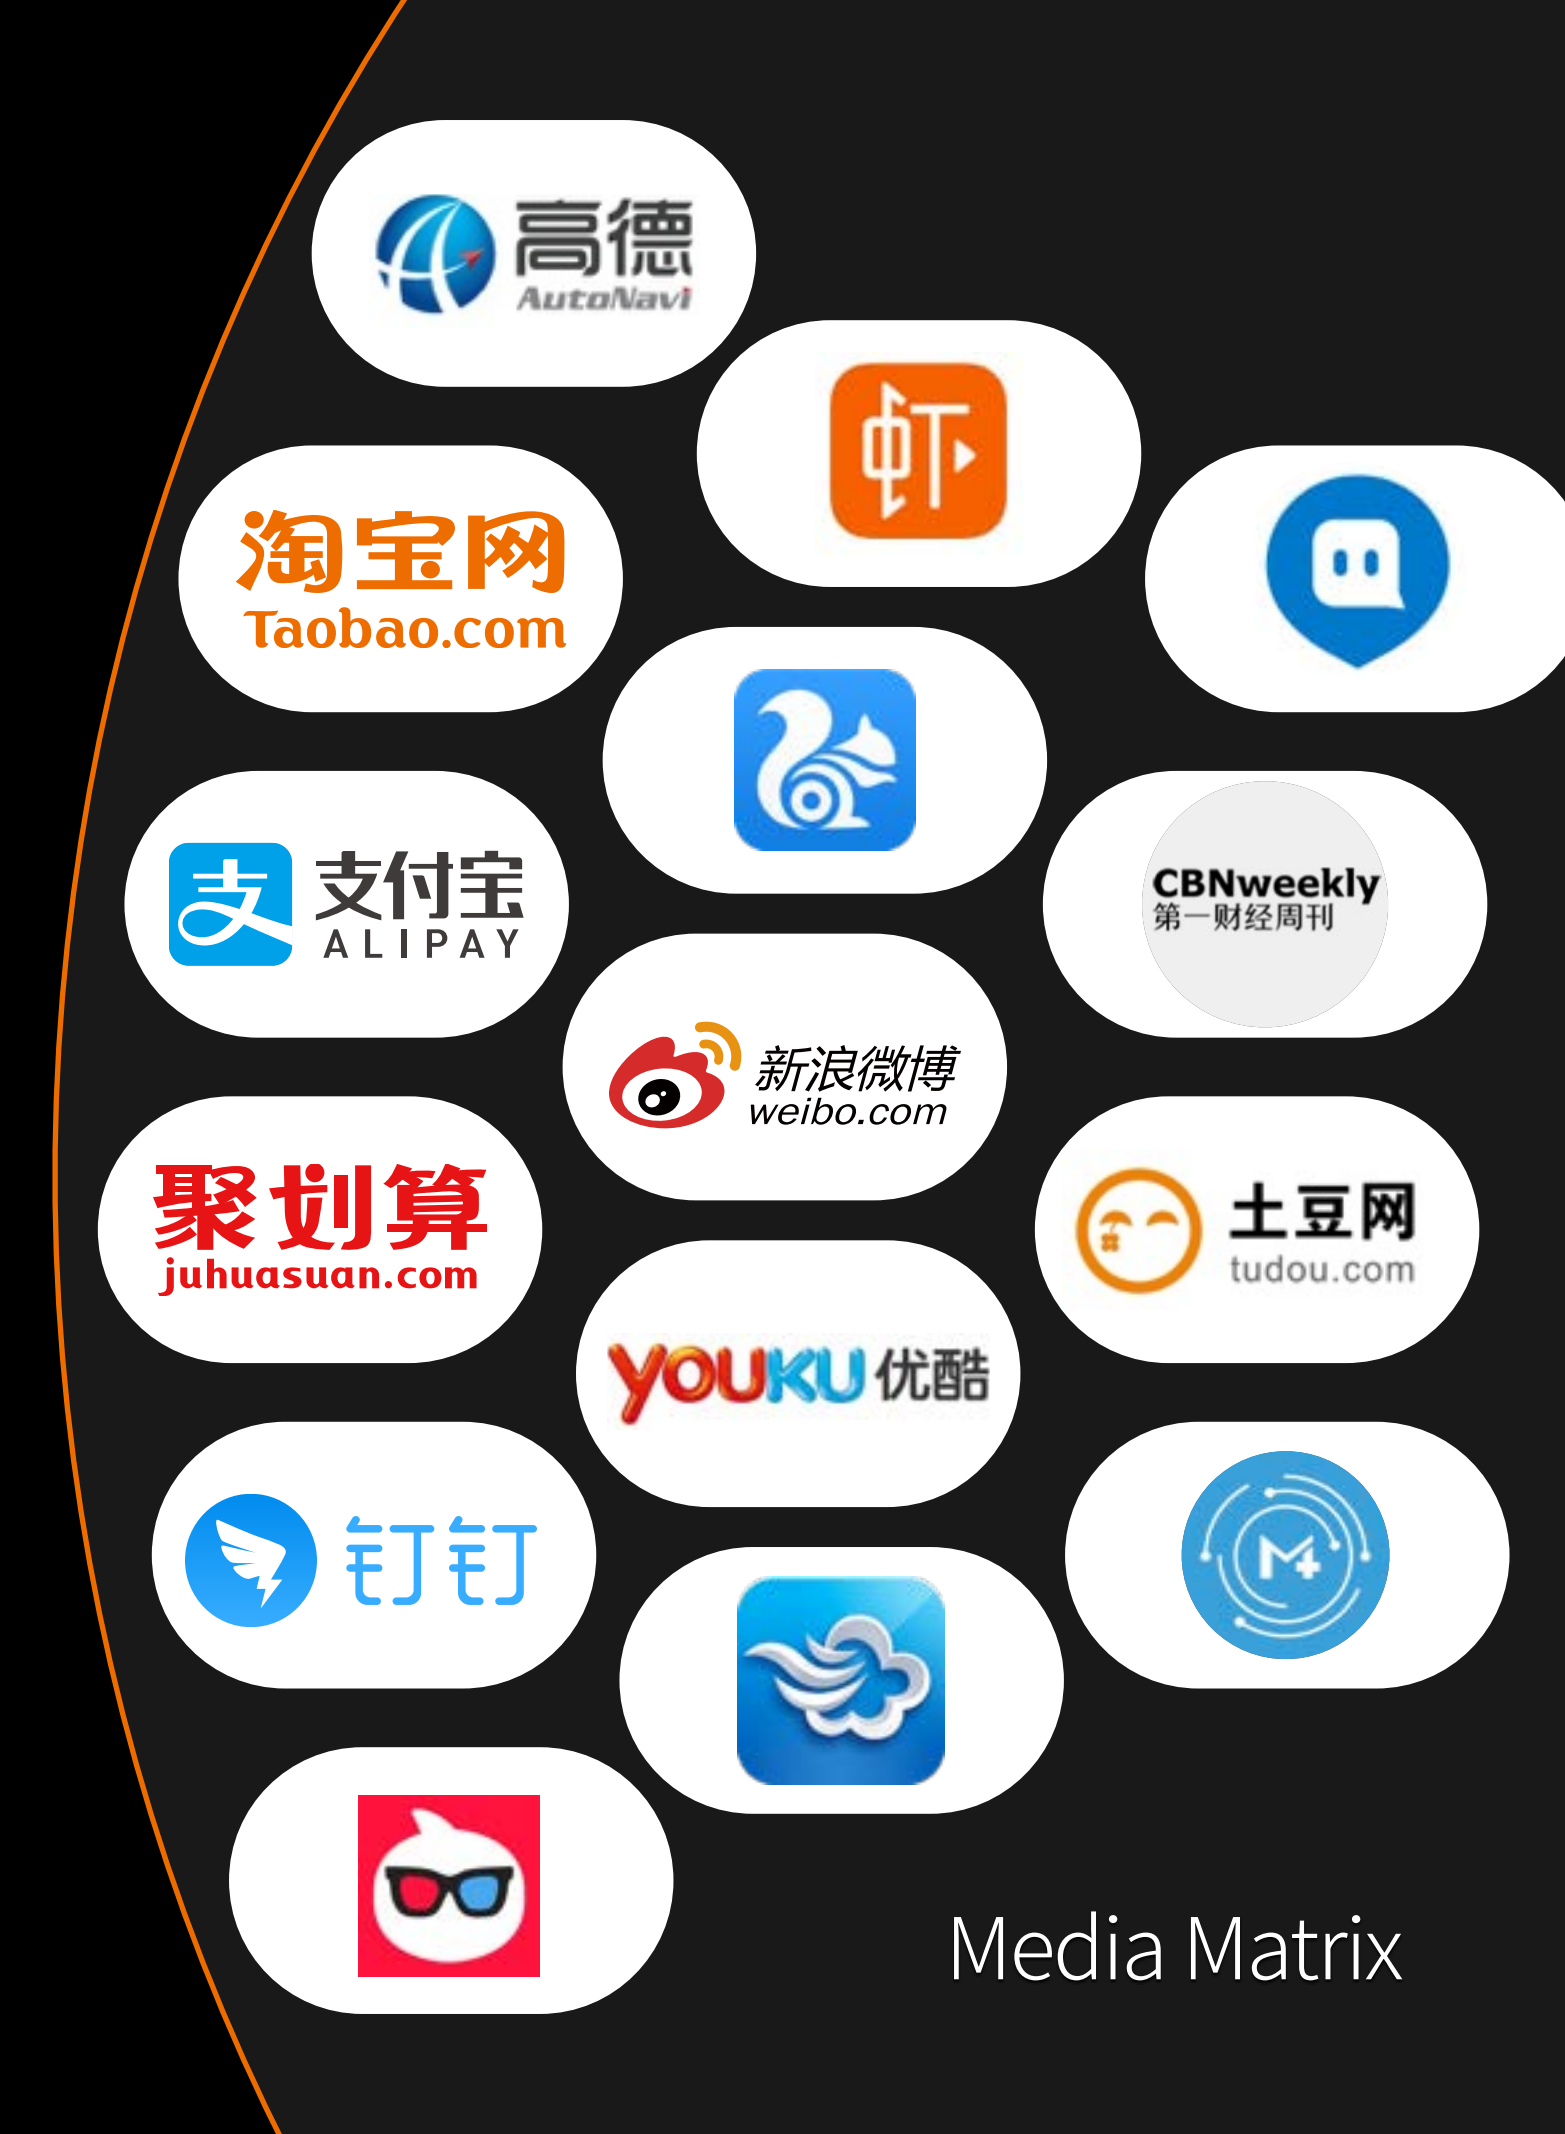 高德
AutoNavi
虾
淘宝网
Taobao.com
支
支付宝
ALIPAY
CBNweekly
第一财经周刊
新浪微博
weibo.com
聚划算
juhuasuan.com
土豆网
tudou.com
YOUKU 优酷
钉钉
M+
Media Matrix